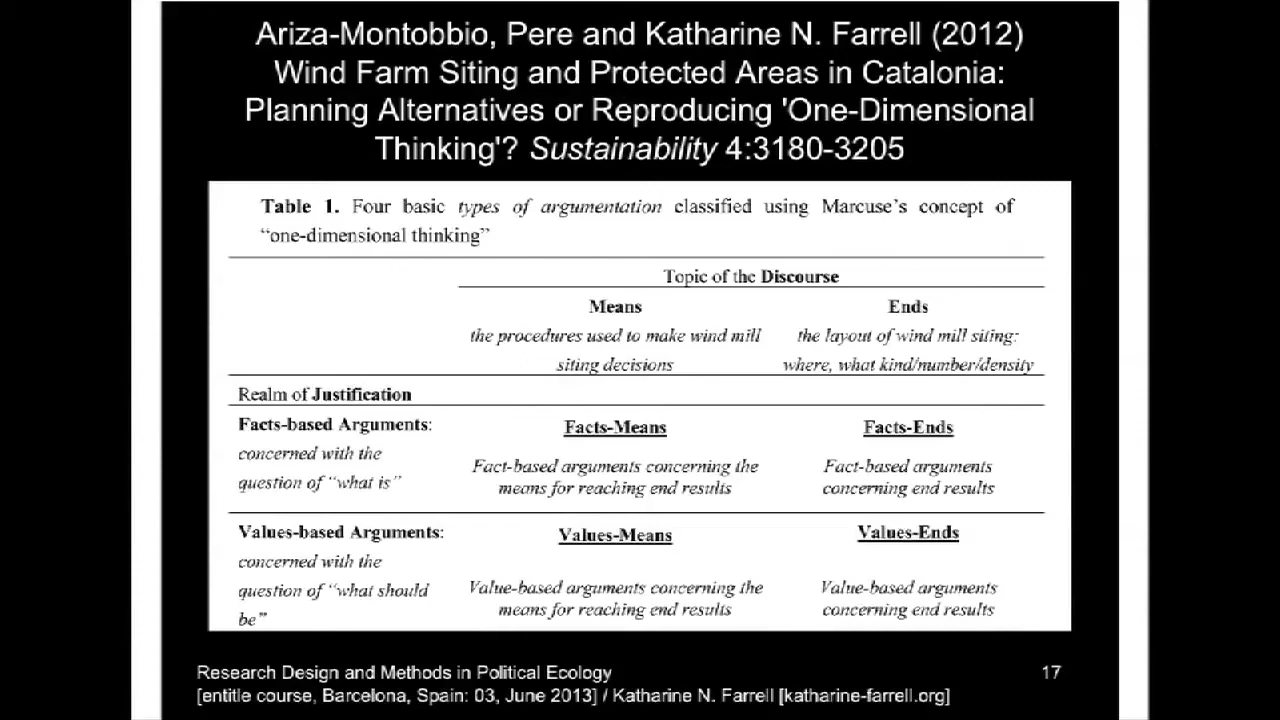 Ariza-Montobbio, Pere and Katharine N. Farrell (2012)
Wind Farm Siting and Protected Areas in Catalonia:
Planning Alternatives or Reproducing 'One-Dimensional
Thinking'? Sustainability 4:3180-3205
Table 1. Four basic types of argumentation classified using Marcuse's concept of
“one-dimensional thinking”
Topic of the Discourse
Means
Ends
the procedures used to make wind mill
siting decisions
the layout of wind mill siting:
where, what kind/number/density
Realm of Justification
Facts-based Arguments:
concerned with the
question of “what is”
Facts-Means
Fact-based arguments concerning the
means for reaching end results
Facts-Ends
Fact-based arguments
concerning end results
Values-based Arguments:
concerned with the
question of “what should
be”
Values-Means
Value-based arguments concerning the
means for reaching end results
Values-Ends
Value-based arguments
concerning end results
Research Design and Methods in Political Ecology
[entitle course, Barcelona, Spain: 03, June 2013] / Katharine N. Farrell [katharine-farrell.org]
17